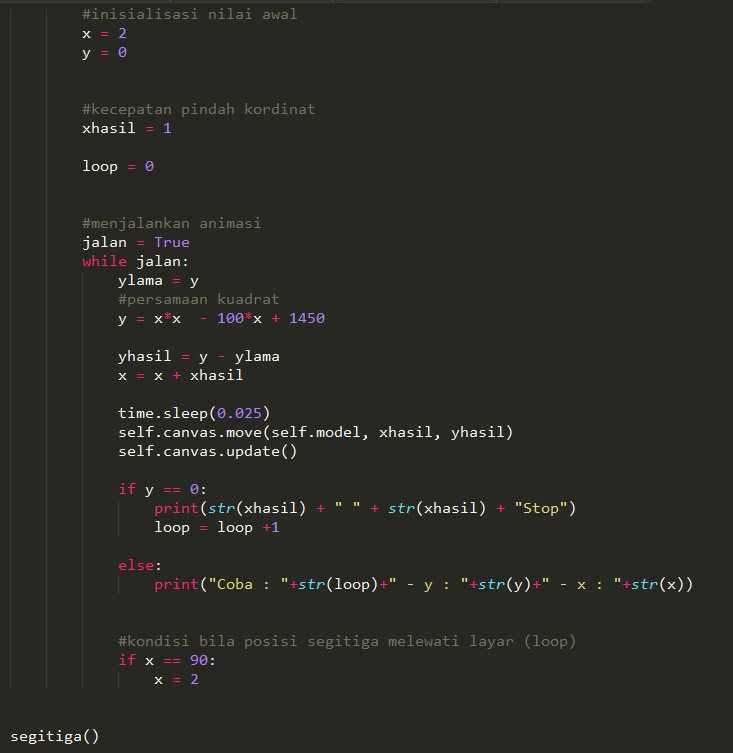 #inisialisasi nilai awal
x = 2
y = 0
#kecepatan pindah kordinat
xhasil = 1
loop = 0
#menjalankan animasi
jalan = True
while jalan:
ylama = y
#persamaan kuadrat
y = x*x  - 100*x + 1450
yhasil = y - ylama
x = x + xhasil
time.sleep(0.025)
self.canvas.move(self.model, xhasil, yhasil)
self.canvas.update()
if y == 0:
print(str(xhasil) + " " + str(xhasil) + "Stop")
loop = loop +1
else:
print("Coba : "+str(loop)+" - y : "+str(y)+" - x : "+str(x))
#kondisi bila posisi segitiga melewati layar (loop)
if x == 90:
x = 2
segitiga()